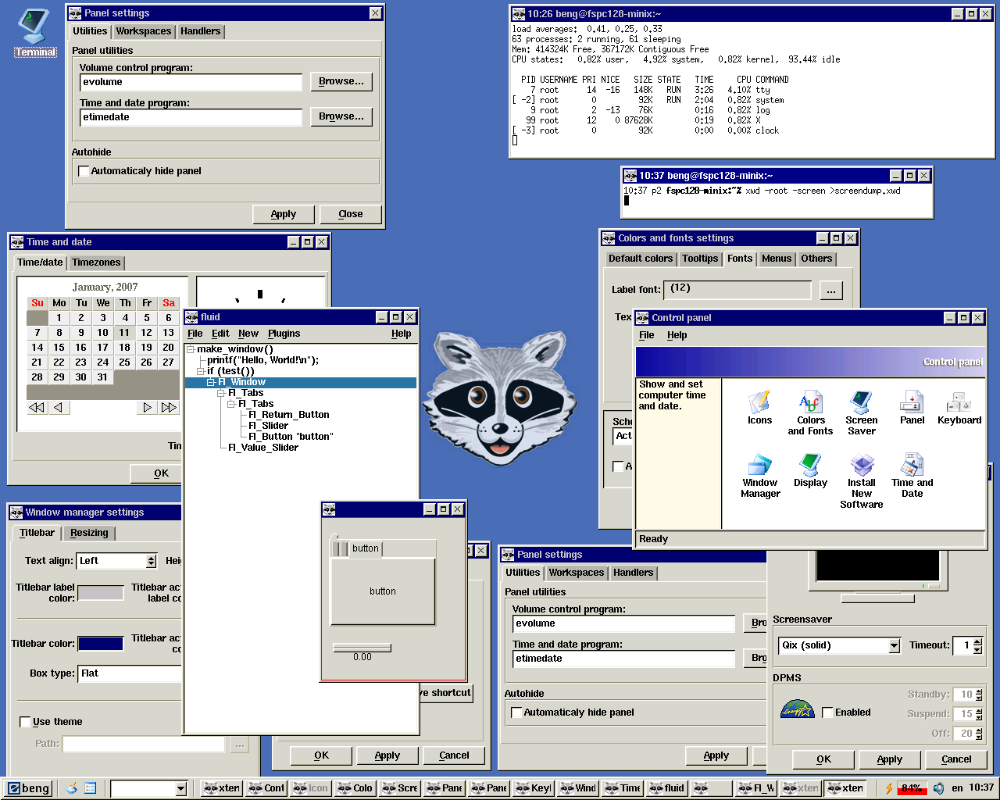 Terminal
Panel settings
Utilities Workspaces Handlers
Panel utilities
Volume control program:
evolume
Browse...
Time and date program:
etimedate
Browse...
Autohide
Automaticaly hide panel
Apply Close
10:26 beng@fspc128-minix:~
load averages: 0.41, 0.25, 0.33
63 processes: 2 running, 61 sleeping
Mem: 414324K Free, 367172K Contiguous Free
CPU states: 0.82% user, 4.92% system, 0.82% kernel, 93.44% idle
PID USERNAME PRI NICE SIZE STATE TIME CPU COMMAND
7 root 14 -16 148K RUN 3:26 4.10% tty
[ -2] root 0 92K RUN 2:04 0.82% system
9 root 2 -13 76K 0:16 0.82% log
99 root 12 0 87628K 0:19 0.82% X
[ -3] root 0 92K 0:00 0.00% clock
10:37 beng@fspc128-minix:~
10:37 p2 fspc128-minix:~% xwd -root -screen >screendump.xwd
Time and date
Time/date Timezones
January, 2007
Su Mo Tu We Th Fr Sa
1 2 3 4 5 6
7 8 9 10 11 12 13
14 15 16 17 18 19 20
21 22 23 24 25 26 27
28 29 30 31
Tim
OK
fluid
File Edit New Plugins Help
make_window()
printf("Hello, World!\n");
if (test())
Fl_Window
Fl_Tabs
Fl_Tabs
Fl_Return_Button
Fl_Slider
Fl_Button "button"
Fl_Value_Slider
button
button
0.00
Colors and fonts settings
Default colors Tooltips Fonts Menus Others
Label font: (12) ...
Tex
Sche
Act
A
Control panel
File Help
Control panel
Show and set
computer time
and date.
Icons
Colors
and Fonts
Screen
Saver
Panel
Keyboard
Window
Manager
Display
Install
New
Software
Time and
Date
Ready
Window manager settings
Titlebar Resizing
Text align: Left Heig
Titlebar label
color:
Titlebar act
label co
Titlebar color:
Titlebar act
co
Box type: Flat
Use theme
Path: ...
ve shortcut
OK Apply Cancel
Panel settings
Utilities Workspaces Handlers
Panel utilities
Volume control program:
evolume
Bro
Time and date program:
etimedate
Bro
Autohide
Automaticaly hide panel
Apply
Screensaver
Qix (solid) Timeout: 1
DPMS
Enabled
Standby: 10
Suspend: 15
Off: 20
OK Apply Cancel
beng xterm Cont Icon Colo Scre Pane Pane Keyl Wind Time fluid Fl_W xterm xtern 84% en 10:37